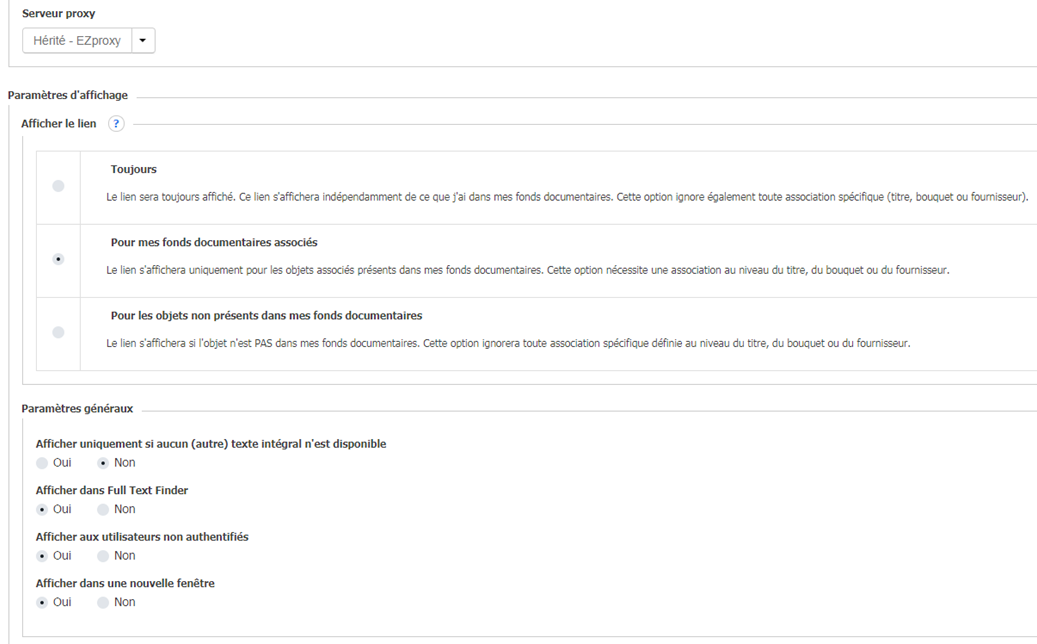 Serveur proxy
Hérité - EZproxy
Paramètres d'affichage
Afficher le lien ?
Toujours
Le lien sera toujours affiché. Ce lien s'affichera indépendamment de ce que j'ai dans mes fonds documentaires. Cette option ignore également toute association spécifique (titre, bouquet ou fournisseur).
Pour mes fonds documentaires associés
Le lien s'affichera uniquement pour les objets associés présents dans mes fonds documentaires. Cette option nécessite une association au niveau du titre, du bouquet ou du fournisseur.
Pour les objets non présents dans mes fonds documentaires
Le lien s'affichera si l'objet n'est PAS dans mes fonds documentaires. Cette option ignorera toute association spécifique définie au niveau du titre, du bouquet ou du fournisseur.
Paramètres généraux
Afficher uniquement si aucun (autre) texte intégral n'est disponible
Oui Non
Afficher dans Full Text Finder
Oui Non
Afficher aux utilisateurs non authentifiés
Oui Non
Afficher dans une nouvelle fenêtre
Oui Non